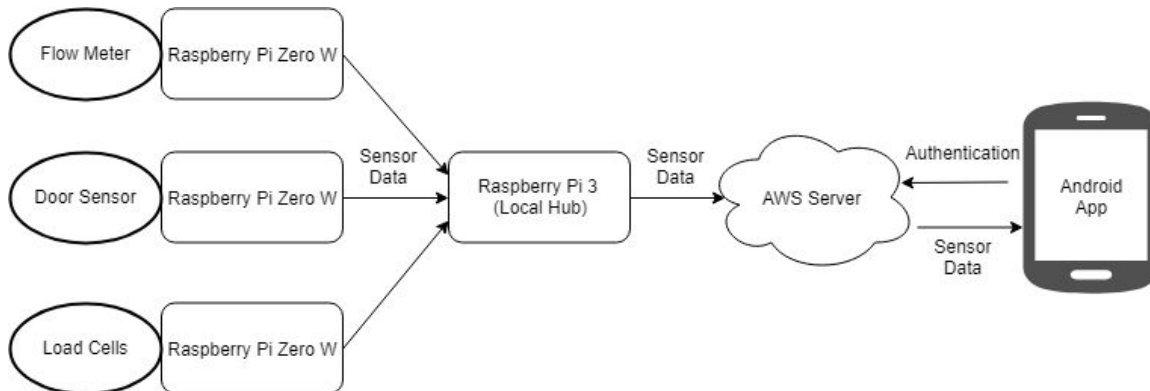 Flow Meter
Raspberry Pi Zero W
Door Sensor
Raspberry Pi Zero W
Load Cells
Raspberry Pi Zero W
Sensor
Data
Raspberry Pi 3
(Local Hub)
Sensor
Data
AWS Server
Authentication
Sensor
Data
Android
App